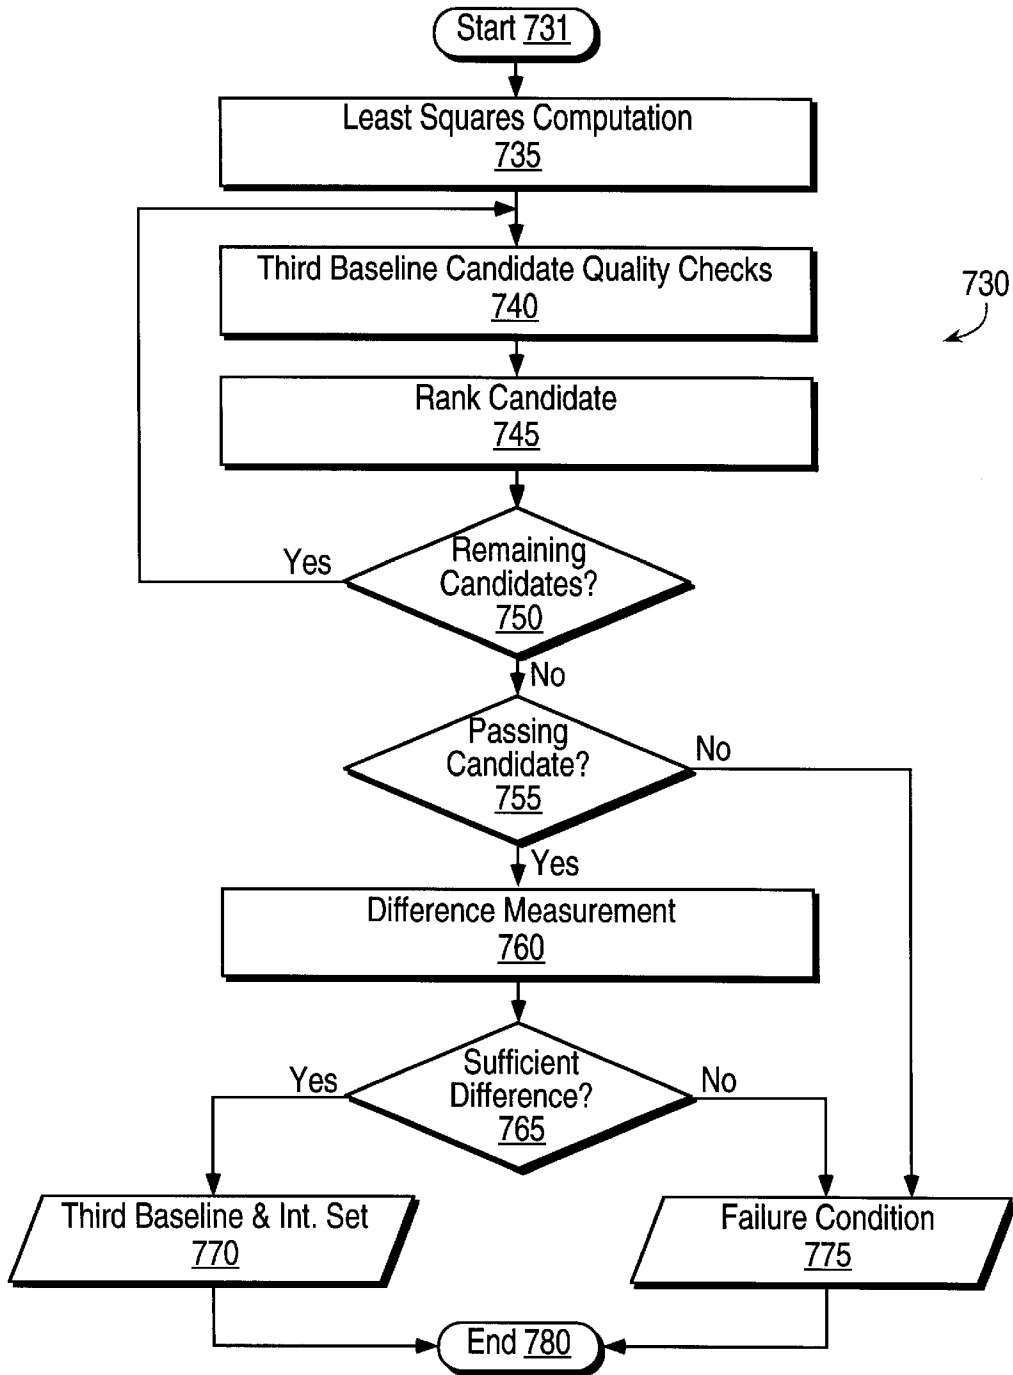 Start 731
Least Squares Computation
735
Third Baseline Candidate Quality Checks
740
730
Rank Candidate
745
Yes
Remaining
Candidates?
750
No
Passing
Candidate?
755
No
Yes
Difference Measurement
760
Yes
Sufficient
Difference?
765
No
Third Baseline & Int. Set
770
Failure Condition
775
End 780